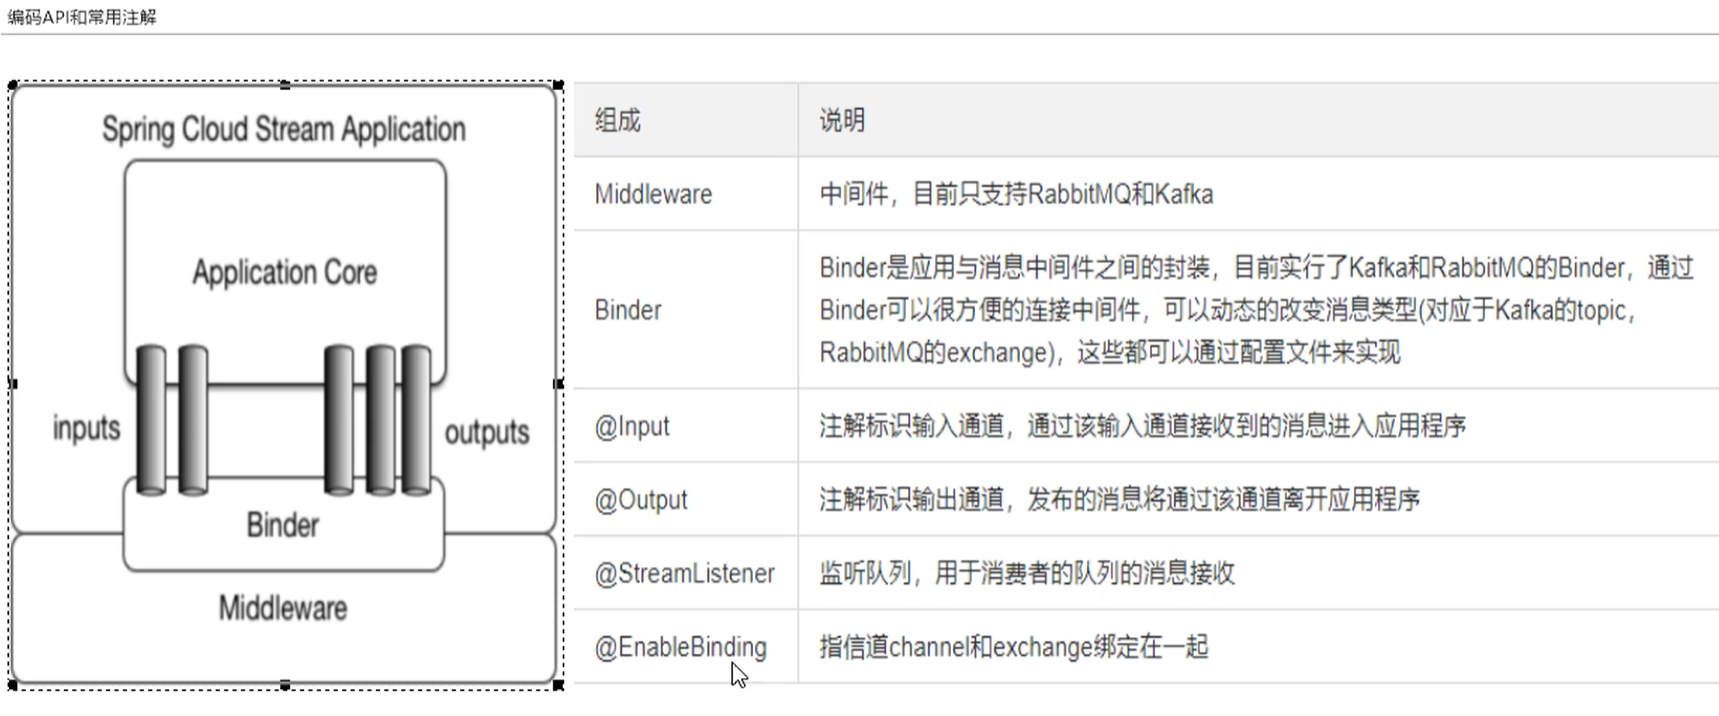 编码API和常用注解
Spring Cloud Stream Application
Application Core
inputs
outputs
Binder
Middleware
组成 说明
Middleware 中间件，目前只支持RabbitMQ和Kafka
Binder Binder是应用与消息中间件之间的封装，目前实行了Kafka和RabbitMQ的Binder，通过
Binder可以很方便的连接中间件，可以动态的改变消息类型(对应于Kafka的topic，
RabbitMQ的exchange)，这些都可以通过配置文件来实现
@Input 注解标识输入通道，通过该输入通道接收到的消息进入应用程序
@Output 注解标识输出通道，发布的消息将通过该通道离开应用程序
@StreamListener 监听队列，用于消费者的队列的消息接收
@EnableBinding 指信道channel和exchange绑定在一起